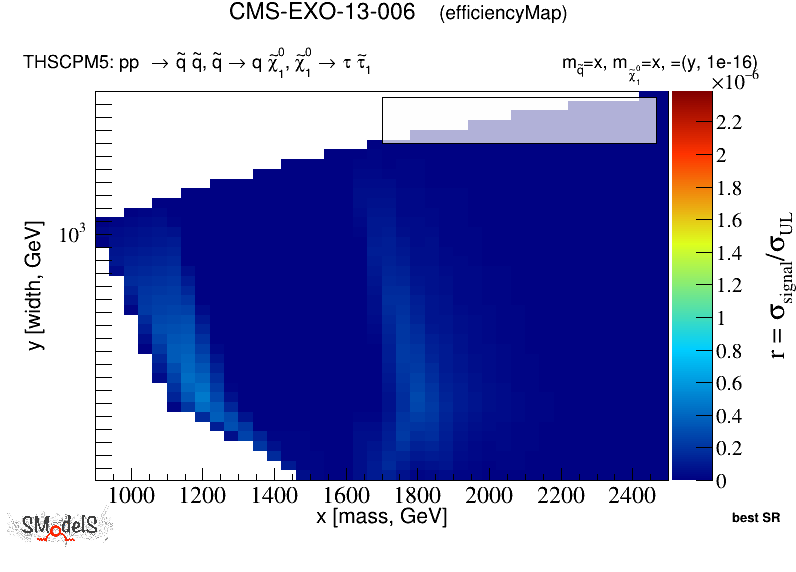 CMS-EXO-13-006 (efficiencyMap)
THSCPM5: pp → q̃ q̃, q̃ → q χ̃₁⁰, χ̃₁⁰ → τ τ̃₁
m_q̃=x, m_χ̃₁⁰=x, =(y, 1e-16)
×10⁻⁶
2.2
2
1.8
1.6
1.4
1.2
1
0.8
0.6
0.4
0.2
0
r = σ_signal/σ_UL
10³
y [width, GeV]
1000 1200 1400 1600 1800 2000 2200 2400
x [mass, GeV]
best SR
SModelS